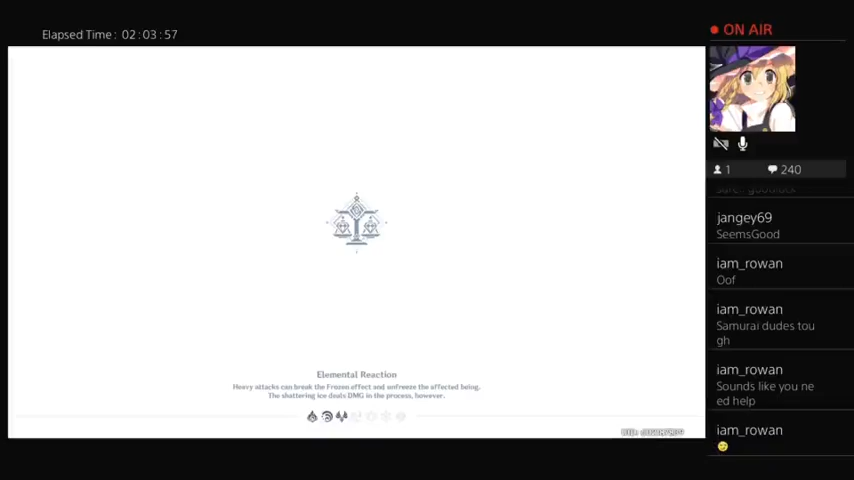 Elapsed Time: 02:03:57
ON AIR
1
240
jangey69
SeemsGood
iam_rowan
Oof
iam_rowan
Samurai dudes tou
gh
iam_rowan
Sounds like you ne
ed help
iam_rowan
Elemental Reaction
Heavy attacks can break the Frozen effect and unfreeze the affected being.
The shattering ice deals DMG in the process, however.